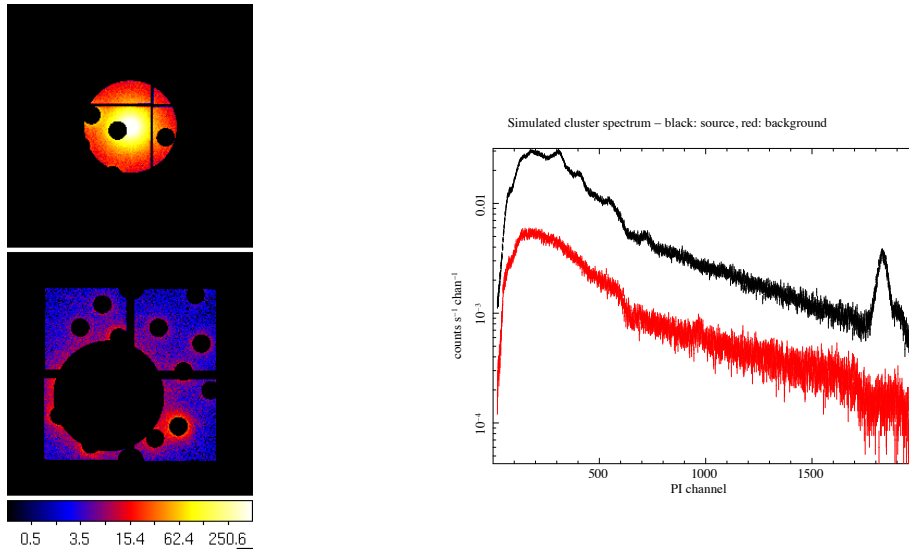 Simulated cluster spectrum – black: source, red: background
0.01
10⁻³
10⁻⁴
counts s⁻¹ chan⁻¹
500 1000 1500
PI channel
0.5 3.5 15.4 62.4 250.6